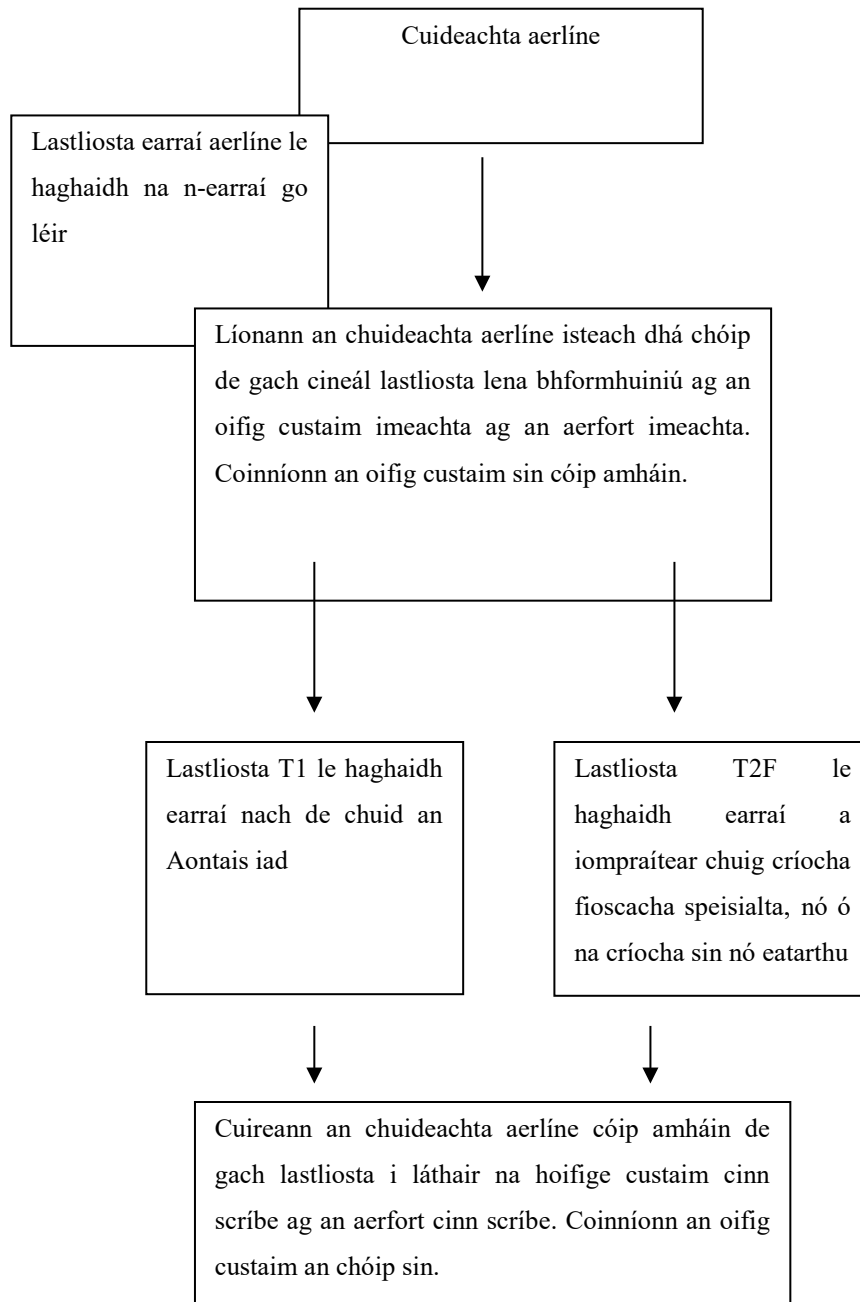 Cuideachta aerlíne
Lastliosta earraí aerlíne le
haghaidh na n-earraí go
léir
Líonann an chuideachta aerlíne isteach dhá chóip
de gach cineál lastliosta lena bhformhuiniú ag an
oifig custaim imeachta ag an aerfort imeachta.
Coinníonn an oifig custaim sin cóip amháin.
Lastliosta T1 le haghaidh
earraí nach de chuid an
Aontais iad
Lastliosta T2F le
haghaidh earraí a
iompraítear chuig críocha
fioscacha speisialta, nó ó
na críocha sin nó eatarthu
Cuireann an chuideachta aerlíne cóip amháin de
gach lastliosta i láthair na hoifige custaim cinn
scríbe ag an aerfort cinn scríbe. Coinníonn an oifig
custaim an chóip sin.